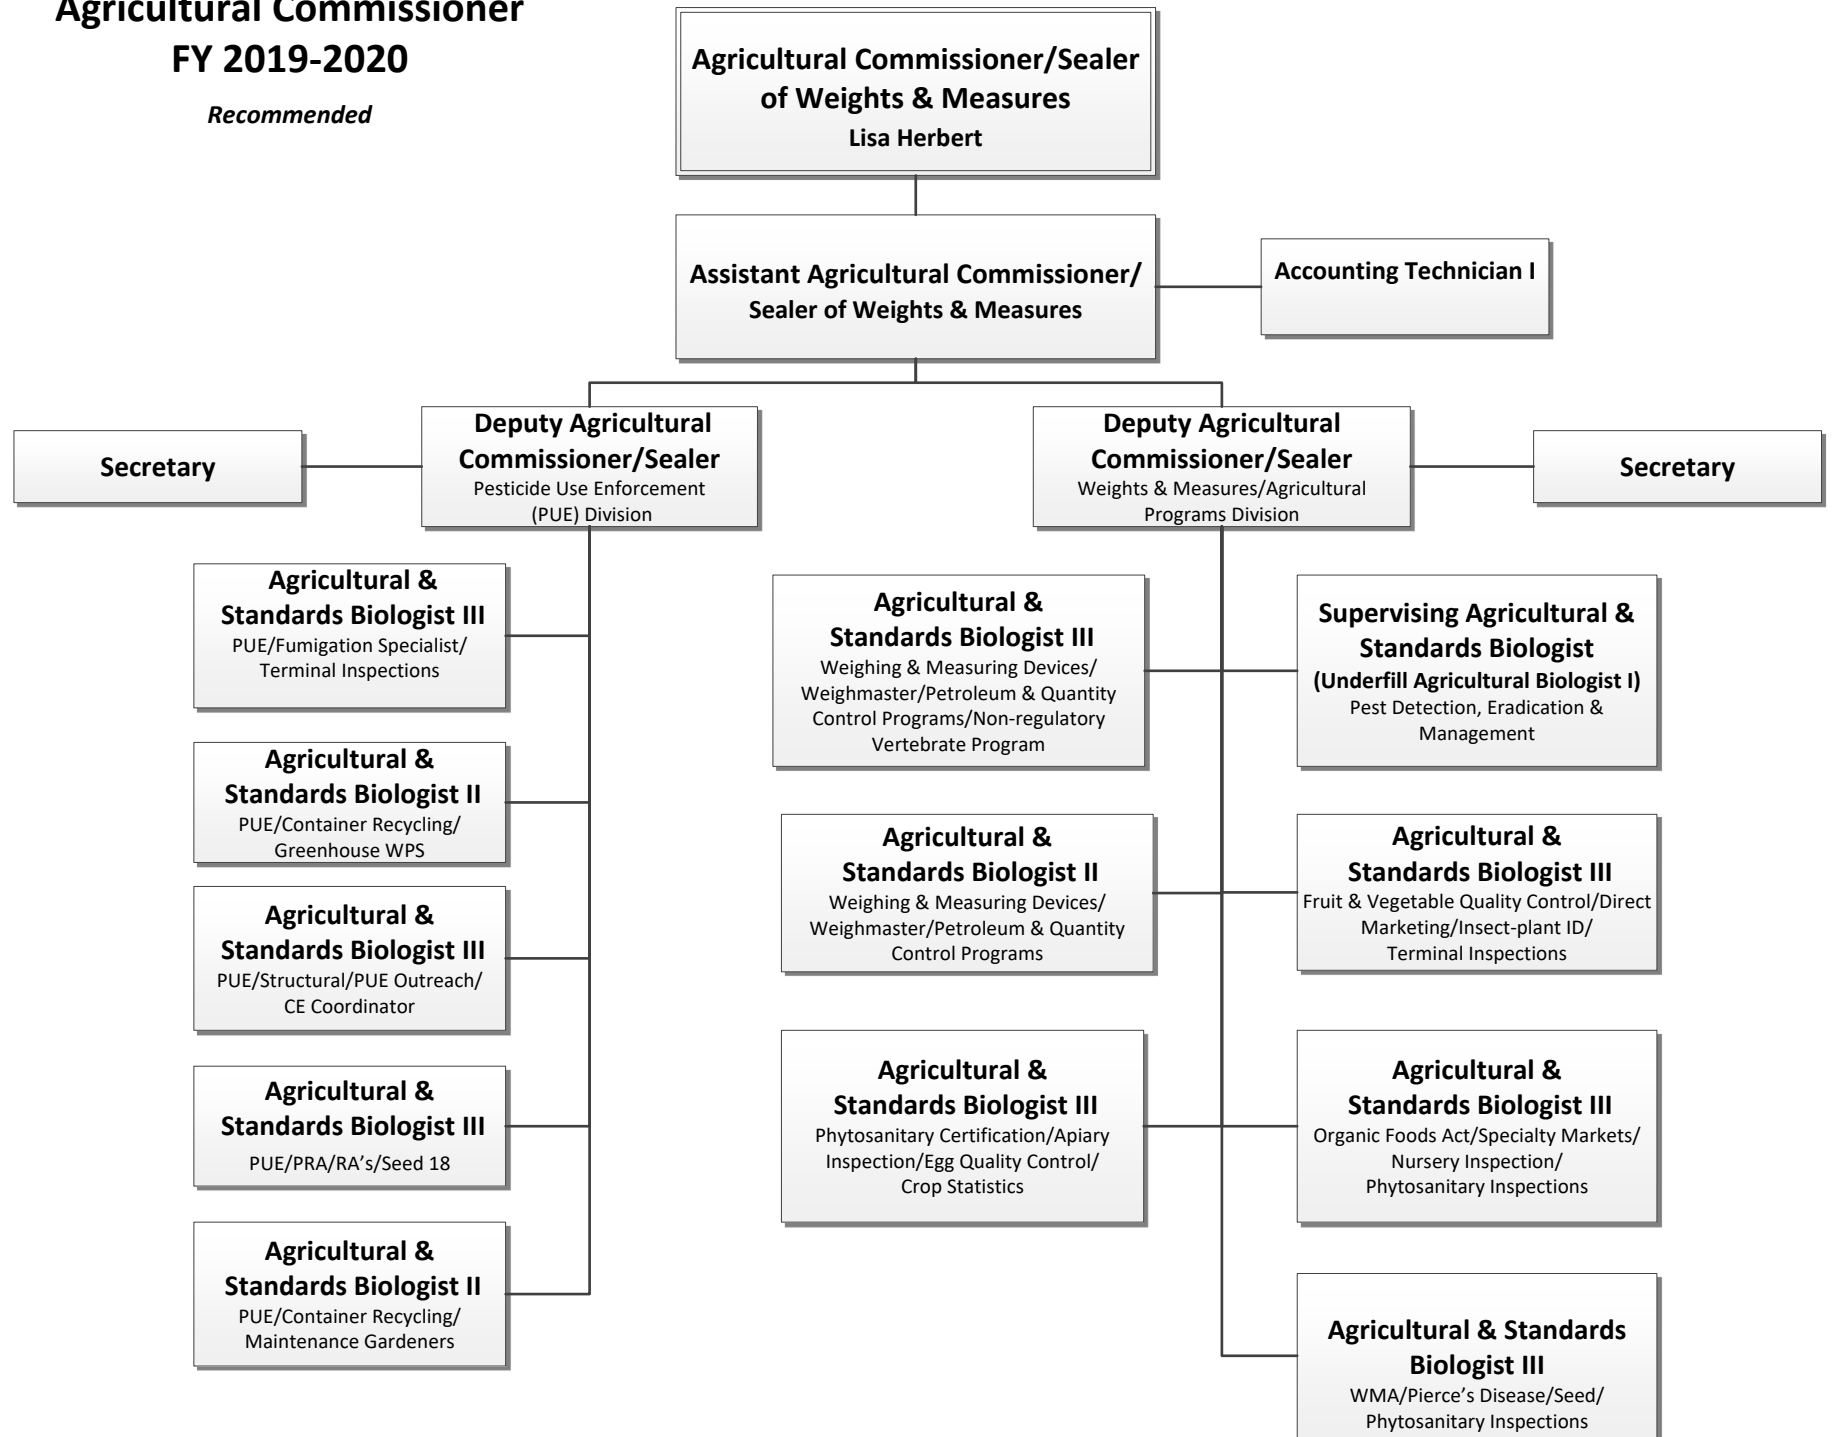 Agricultural Commissioner
FY 2019-2020
Recommended
Agricultural Commissioner/Sealer
of Weights & Measures
Lisa Herbert
Assistant Agricultural Commissioner/
Sealer of Weights & Measures
Accounting Technician I
Secretary
Deputy Agricultural
Commissioner/Sealer
Pesticide Use Enforcement
(PUE) Division
Deputy Agricultural
Commissioner/Sealer
Weights & Measures/Agricultural
Programs Division
Secretary
Agricultural &
Standards Biologist III
PUE/Fumigation Specialist/
Terminal Inspections
Agricultural &
Standards Biologist II
PUE/Container Recycling/
Greenhouse WPS
Agricultural &
Standards Biologist III
PUE/Structural/PUE Outreach/
CE Coordinator
Agricultural &
Standards Biologist III
PUE/PRA/RA's/Seed 18
Agricultural &
Standards Biologist II
PUE/Container Recycling/
Maintenance Gardeners
Agricultural &
Standards Biologist III
Weighing & Measuring Devices/
Weighmaster/Petroleum & Quantity
Control Programs/Non-regulatory
Vertebrate Program
Supervising Agricultural &
Standards Biologist
(Underfill Agricultural Biologist I)
Pest Detection, Eradication &
Management
Agricultural &
Standards Biologist II
Weighing & Measuring Devices/
Weighmaster/Petroleum & Quantity
Control Programs
Agricultural &
Standards Biologist III
Fruit & Vegetable Quality Control/Direct
Marketing/Insect-plant ID/
Terminal Inspections
Agricultural &
Standards Biologist III
Phytosanitary Certification/Apiary
Inspection/Egg Quality Control/
Crop Statistics
Agricultural &
Standards Biologist III
Organic Foods Act/Specialty Markets/
Nursery Inspection/
Phytosanitary Inspections
Agricultural & Standards
Biologist III
WMA/Pierce's Disease/Seed/
Phytosanitary Inspections